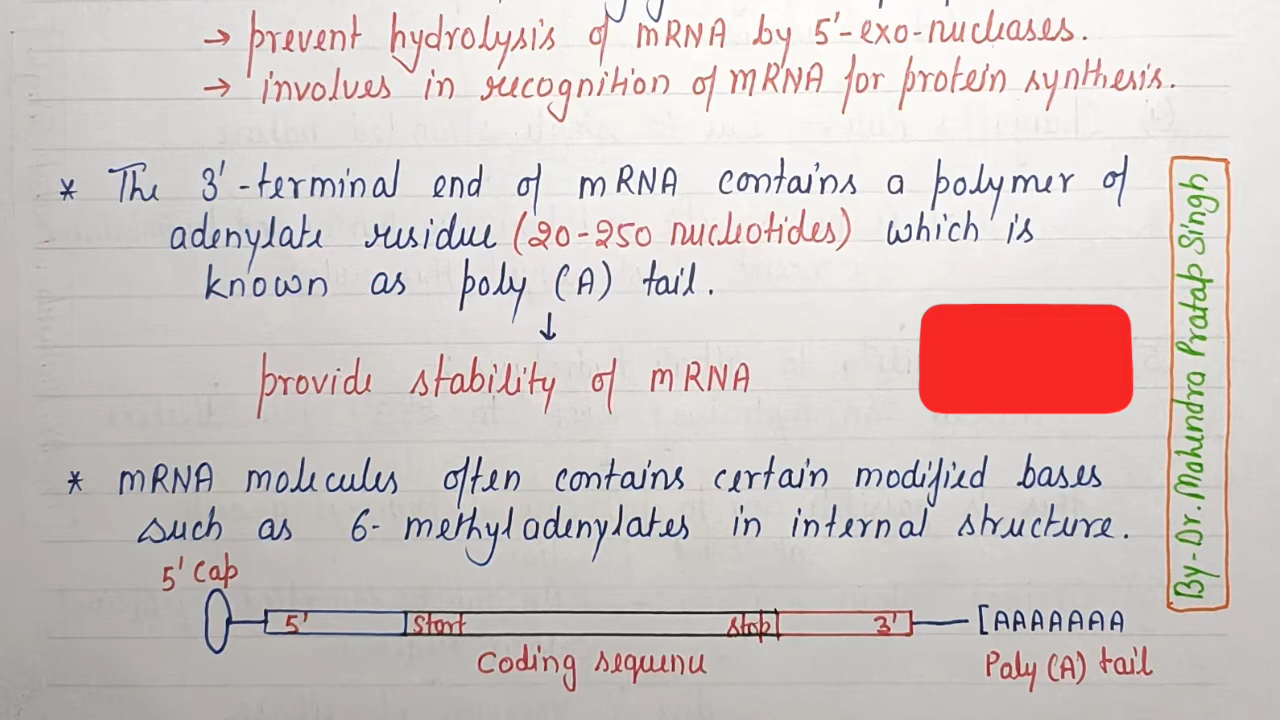 → prevent hydrolysis of mRNA by 5'-exo-nucleases.
→ involves in recognition of mRNA for protein synthesis.
* The 3'-terminal end of mRNA contains a polymer of
adenylate residue (20-250 nucleotides) which is
known as poly (A) tail.
↓
provide stability of mRNA
* mRNA molecules often contains certain modified bases
such as 6-methyladenylates in internal structure.
5' Cap
5' Start Stop 3' [AAAAAAA
Coding sequence
Poly (A) tail
By- Dr. Mahendra Pratap Singh